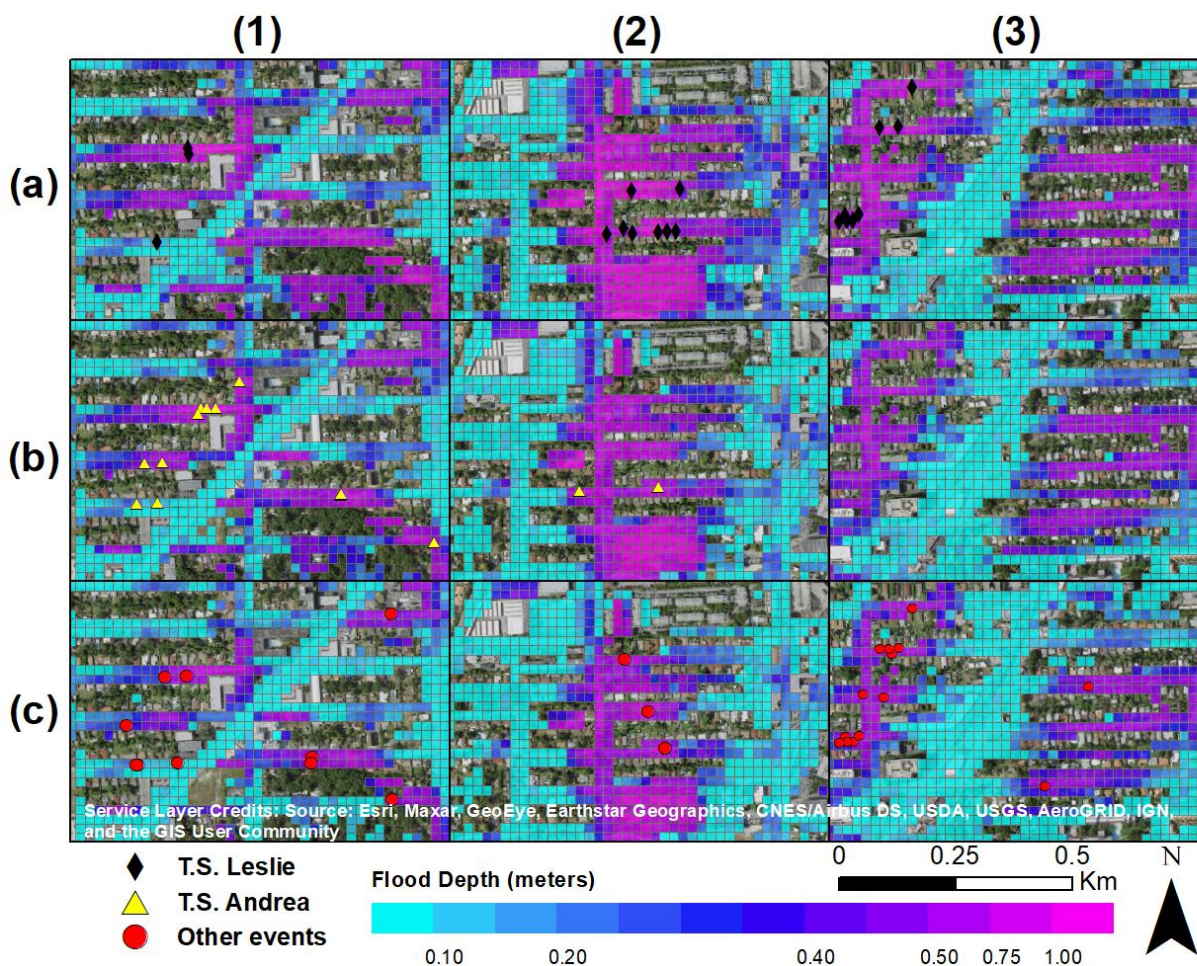 (1) (2) (3)
(a)
(b)
(c)
Service Layer Credits: Source: Esri, Maxar, GeoEye, Earthstar Geographics, CNES/Airbus DS, USDA, USGS, AeroGRID, IGN,
and the GIS User Community
T.S. Leslie
T.S. Andrea
Other events
Flood Depth (meters)
0.10 0.20 0.40 0.50 0.75 1.00
0 0.25 0.5
Km
N